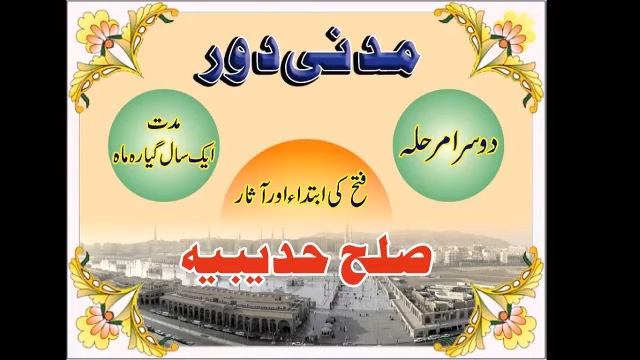 مدنی دور
دوسرا مرحلہ
مدت
ایک سال گیارہ ماہ
فتح کی ابتداء اور آثار
صلح حدیبیہ